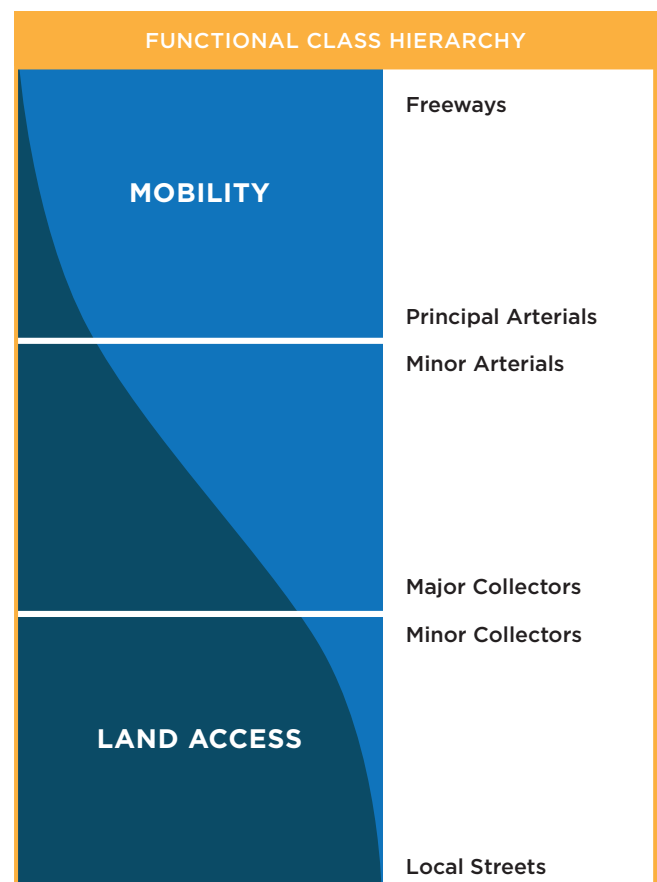 FUNCTIONAL CLASS HIERARCHY
Freeways
MOBILITY
Principal Arterials
Minor Arterials
Major Collectors
Minor Collectors
LAND ACCESS
Local Streets